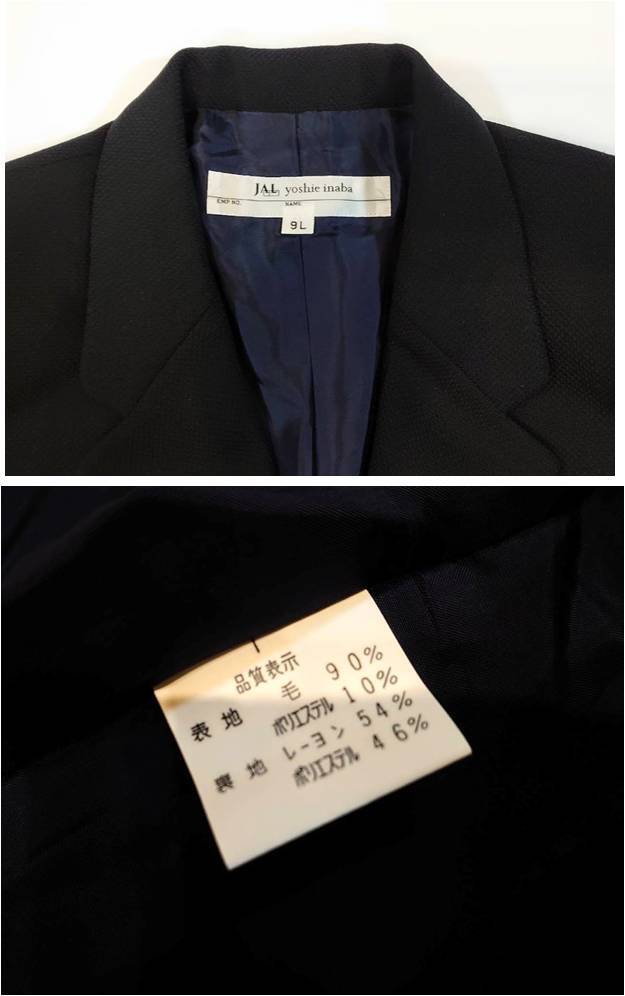 JAL yoshie inaba
EMP NO. NAME
9L
品質表示
表地 毛 90%
ポリエステル 10%
裏地 レーヨン 54%
ポリエステル 46%